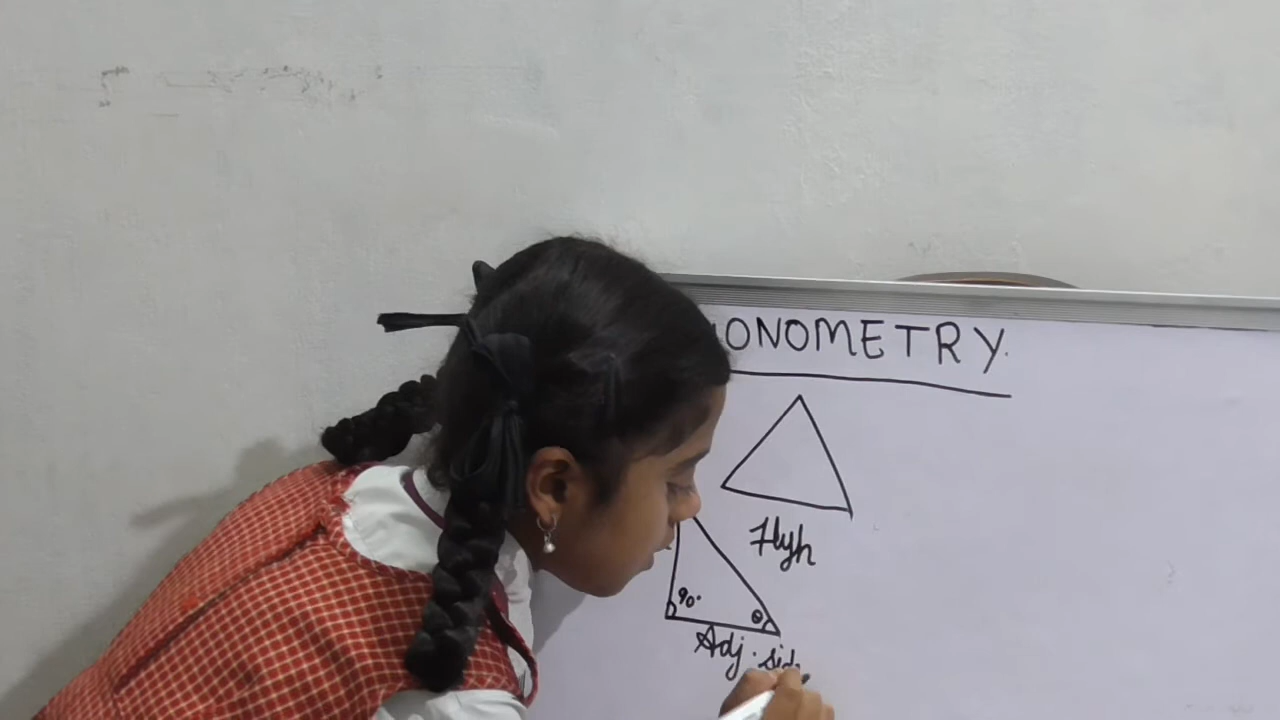 ONOMETRY.
Hyh
90°
θ
Adj. side